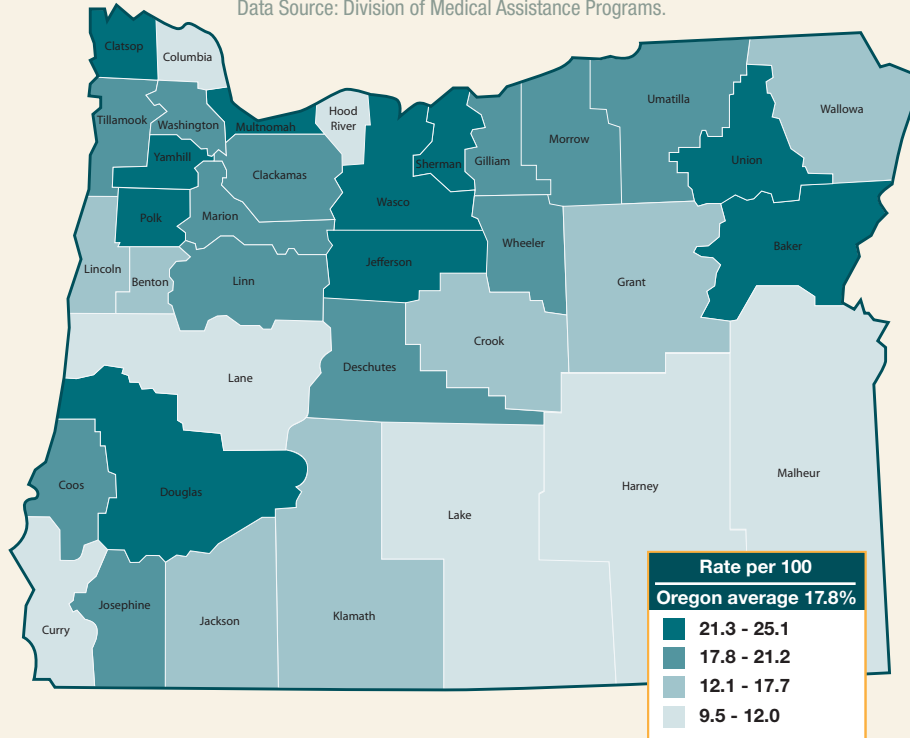 Data Source: Division of Medical Assistance Programs.
Clatsop
Columbia
Tillamook
Washington
Multnomah
Hood
River
Yamhill
Clackamas
Sherman
Gilliam
Morrow
Umatilla
Union
Wallowa
Polk
Marion
Wasco
Wheeler
Baker
Lincoln
Benton
Linn
Jefferson
Grant
Crook
Deschutes
Lane
Coos
Douglas
Lake
Harney
Malheur
Curry
Josephine
Jackson
Klamath
Rate per 100
Oregon average 17.8%
21.3 - 25.1
17.8 - 21.2
12.1 - 17.7
9.5 - 12.0